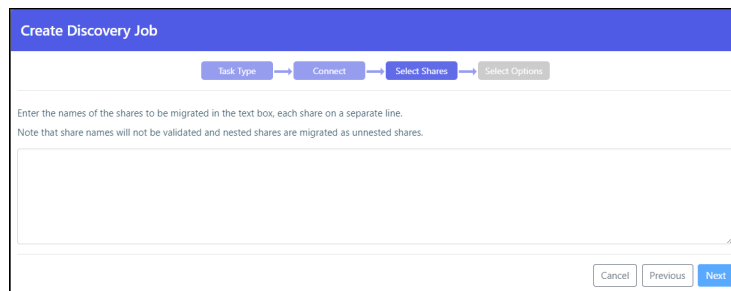 Create Discovery Job
Task Type Connect Select Shares Select Options
Enter the names of the shares to be migrated in the text box, each share on a separate line.
Note that share names will not be validated and nested shares are migrated as unnested shares.
Cancel Previous Next